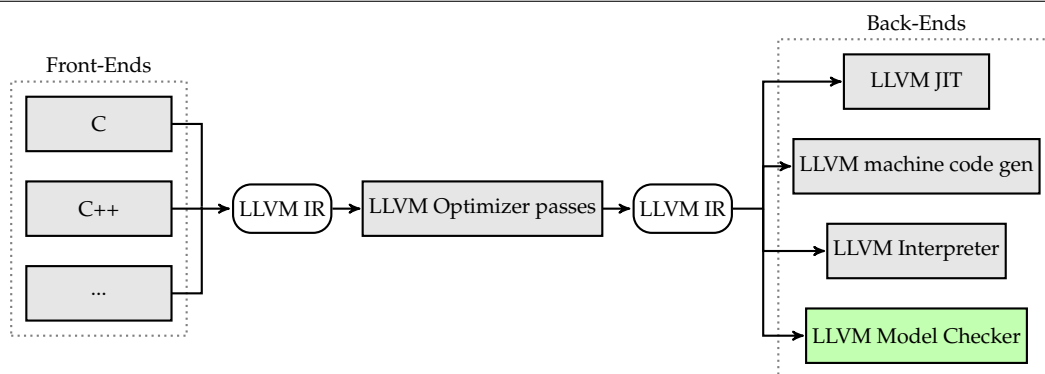 Front-Ends
C
C++
...
LLVM IR
LLVM Optimizer passes
LLVM IR
Back-Ends
LLVM JIT
LLVM machine code gen
LLVM Interpreter
LLVM Model Checker